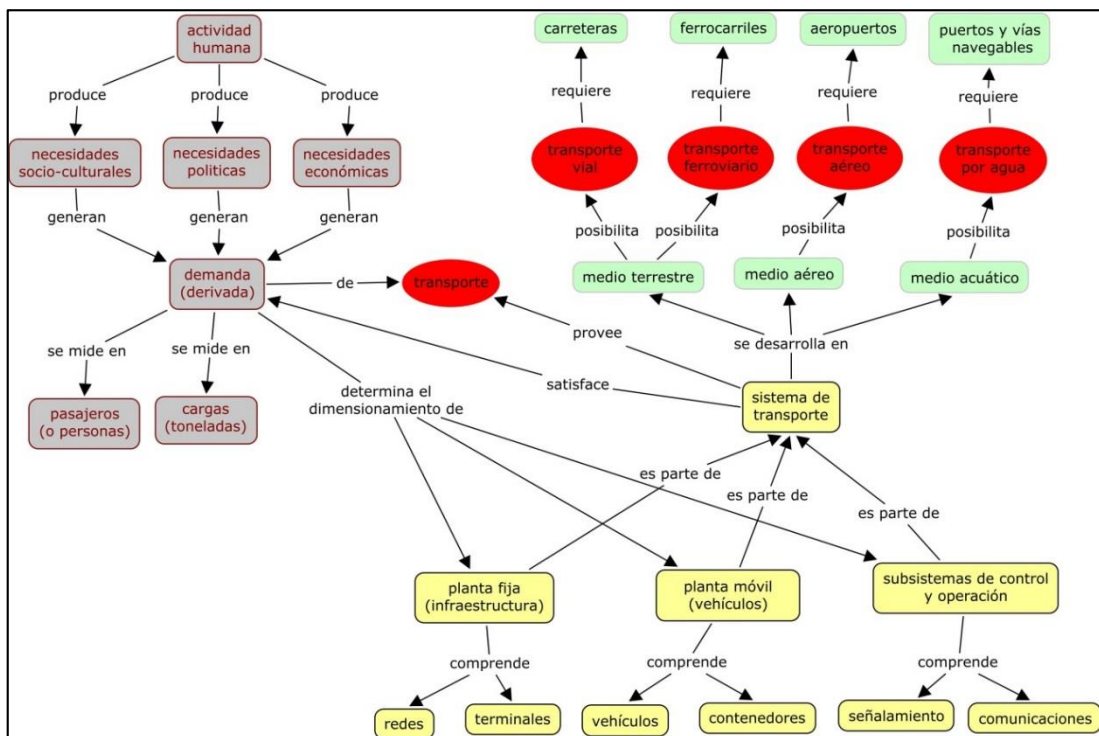 actividad
humana
carreteras
ferrocarriles
aeropuertos
puertos y vías
navegables
produce
produce
produce
requiere
requiere
requiere
requiere
necesidades
socio-culturales
necesidades
politicas
necesidades
económicas
transporte
vial
transporte
ferroviario
transporte
aéreo
transporte
por agua
generan
generan
generan
posibilita
posibilita
posibilita
posibilita
demanda
(derivada)
de
transporte
medio terrestre
medio aéreo
medio acuático
se mide en
se mide en
provee
se desarrolla en
determina el
dimensionamiento de
satisface
sistema de
transporte
pasajeros
(o personas)
cargas
(toneladas)
es parte de
es parte de
es parte de
planta fija
(infraestructura)
planta móvil
(vehículos)
subsistemas de control
y operación
comprende
comprende
comprende
redes
terminales
vehículos
contenedores
señalamiento
comunicaciones